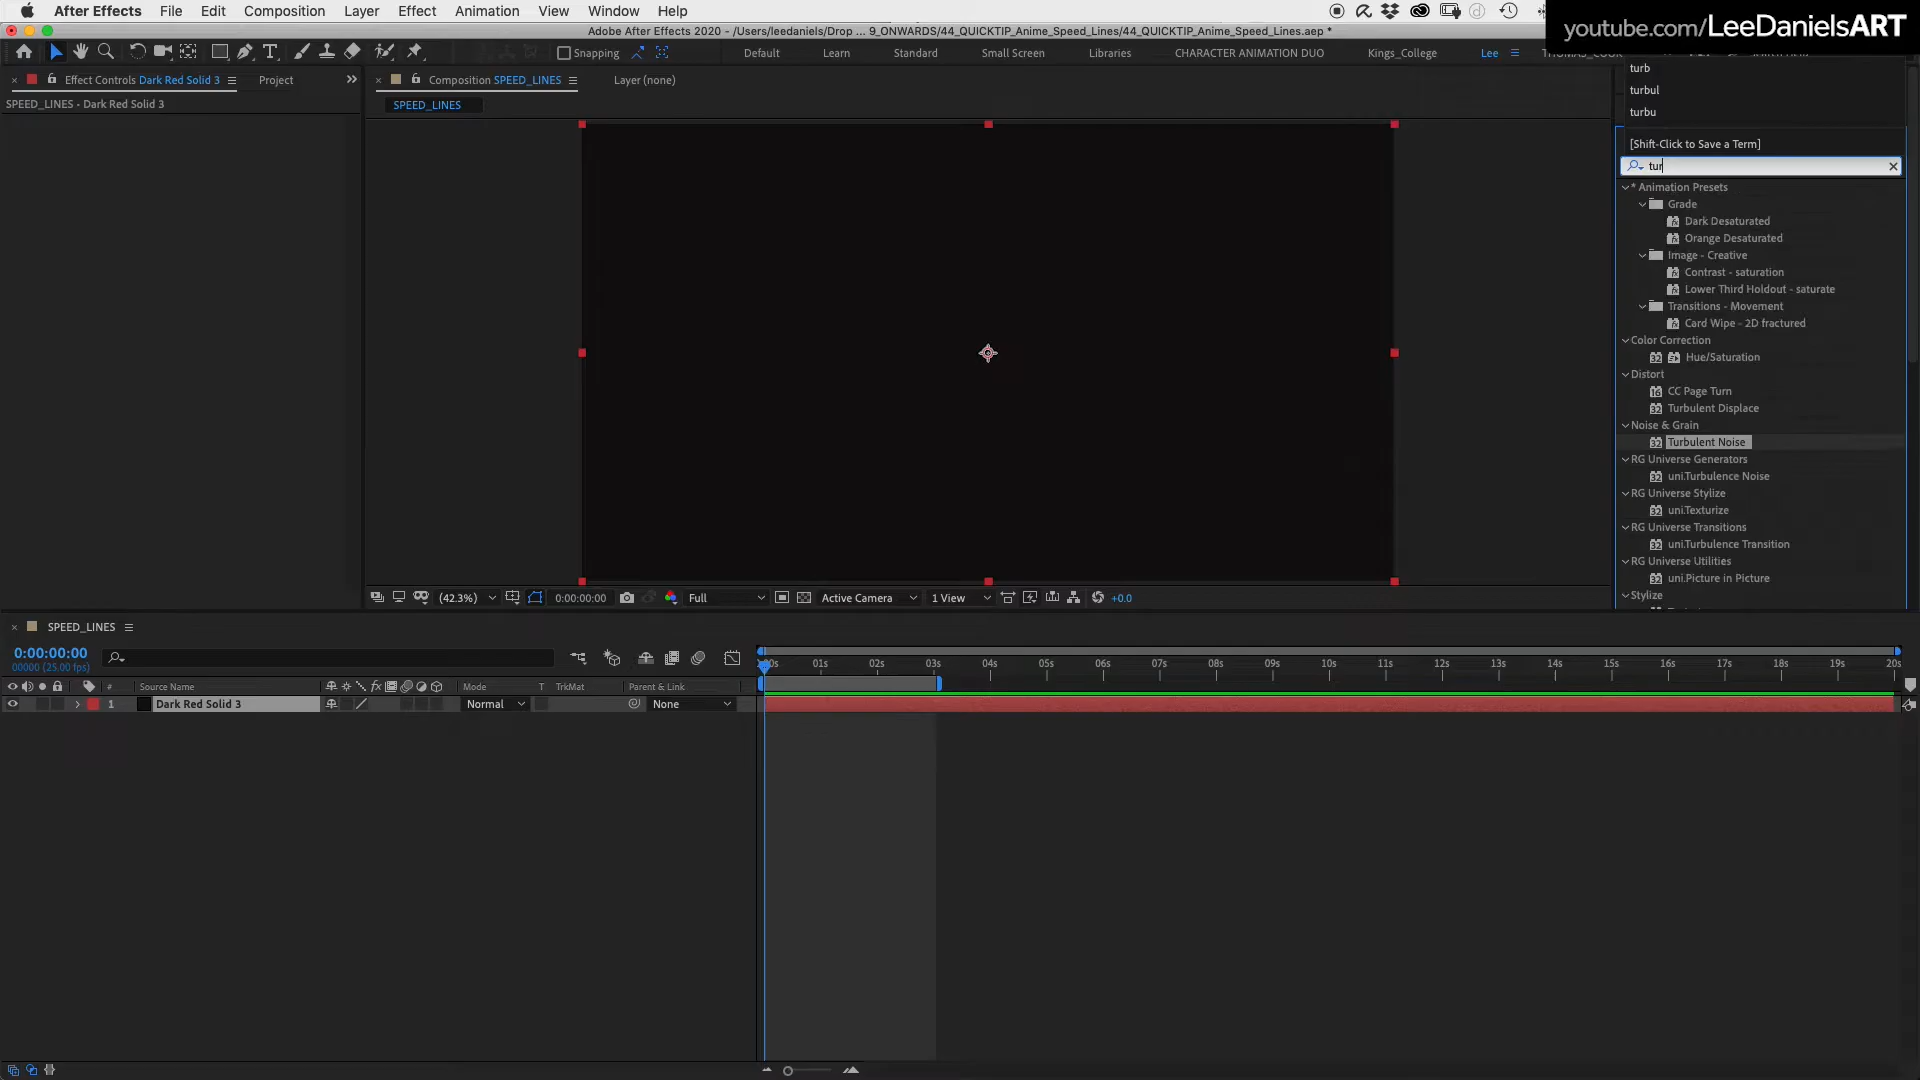 After Effects File Edit Composition Layer Effect Animation View Window Help
youtube.com/LeeDanielsART
Adobe After Effects 2020 - /Users/leedaniels/Drop ... 9_ONWARDS/44_QUICKTIP_Anime_Speed_Lines/44_QUICKTIP_Anime_Speed_Lines.aep *
Snapping
Default Learn Standard Small Screen Libraries CHARACTER ANIMATION DUO Kings_College Lee
Effect Controls Dark Red Solid 3
Project
Composition SPEED_LINES
Layer (none)
SPEED_LINES - Dark Red Solid 3
SPEED_LINES
turb
turbul
turbu
[Shift-Click to Save a Term]
tur
* Animation Presets
Grade
Dark Desaturated
Orange Desaturated
Image - Creative
Contrast - saturation
Lower Third Holdout - saturate
Transitions - Movement
Card Wipe - 2D fractured
Color Correction
Hue/Saturation
Distort
CC Page Turn
Turbulent Displace
Noise & Grain
Turbulent Noise
RG Universe Generators
uni.Turbulence Noise
RG Universe Stylize
uni.Texturize
RG Universe Transitions
uni.Turbulence Transition
RG Universe Utilities
uni.Picture in Picture
Stylize
(42.3%) 0:00:00:00 Full Active Camera 1 View +0.0
SPEED_LINES
0:00:00:00
00000 (25.00 fps)
01s 02s 03s 04s 05s 06s 07s 08s 09s 10s 11s 12s 13s 14s 15s 16s 17s 18s 19s 20s
# Source Name Mode T TrkMat Parent & Link
1 Dark Red Solid 3 Normal None